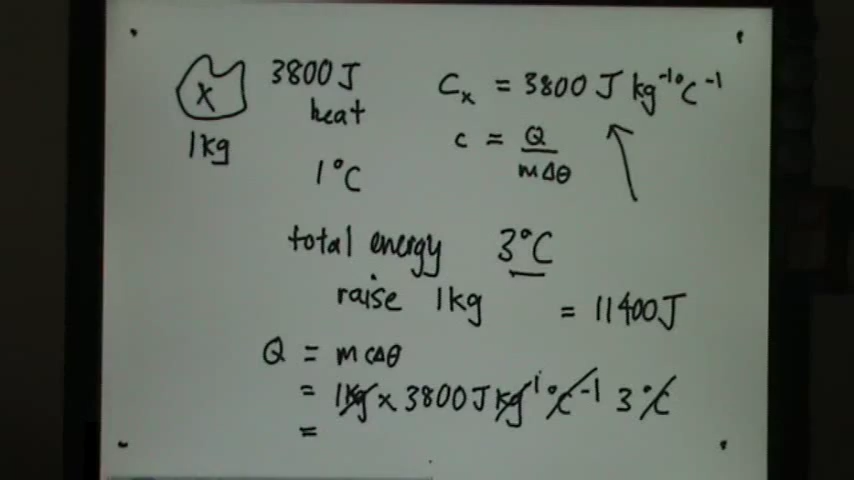 X 3800J heat
1kg
1°C
Cx = 3800 J kg⁻¹ °C⁻¹
c = Q / mΔθ
total energy 3°C
raise 1kg = 11400J
Q = mcΔθ
= 1kg x 3800 J kg⁻¹ °C⁻¹ 3°C
=